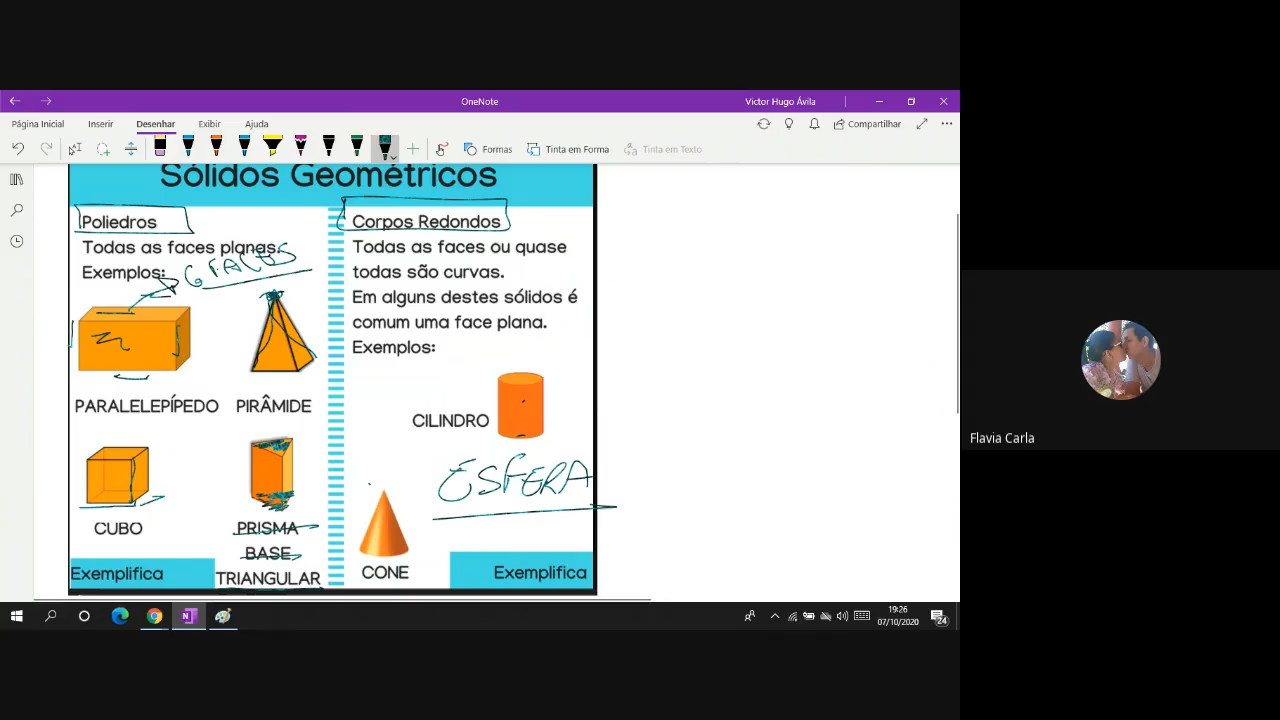 OneNote
Victor Hugo Ávila
Página Inicial
Inserir
Desenhar
Exibir
Ajuda
Compartilhar
Formas
Tinta em Forma
Tinta em Texto
Sólidos Geométricos
Poliedros
Todas as faces planas.
Exemplos:
6 FACES
PARALELEPÍPEDO
PIRÂMIDE
CUBO
PRISMA
BASE
TRIANGULAR
Exemplifica
Corpos Redondos
Todas as faces ou quase
todas são curvas.
Em alguns destes sólidos é
comum uma face plana.
Exemplos:
CILINDRO
ESFERA
CONE
Exemplifica
Flavia Carla
19:26
07/10/2020
24